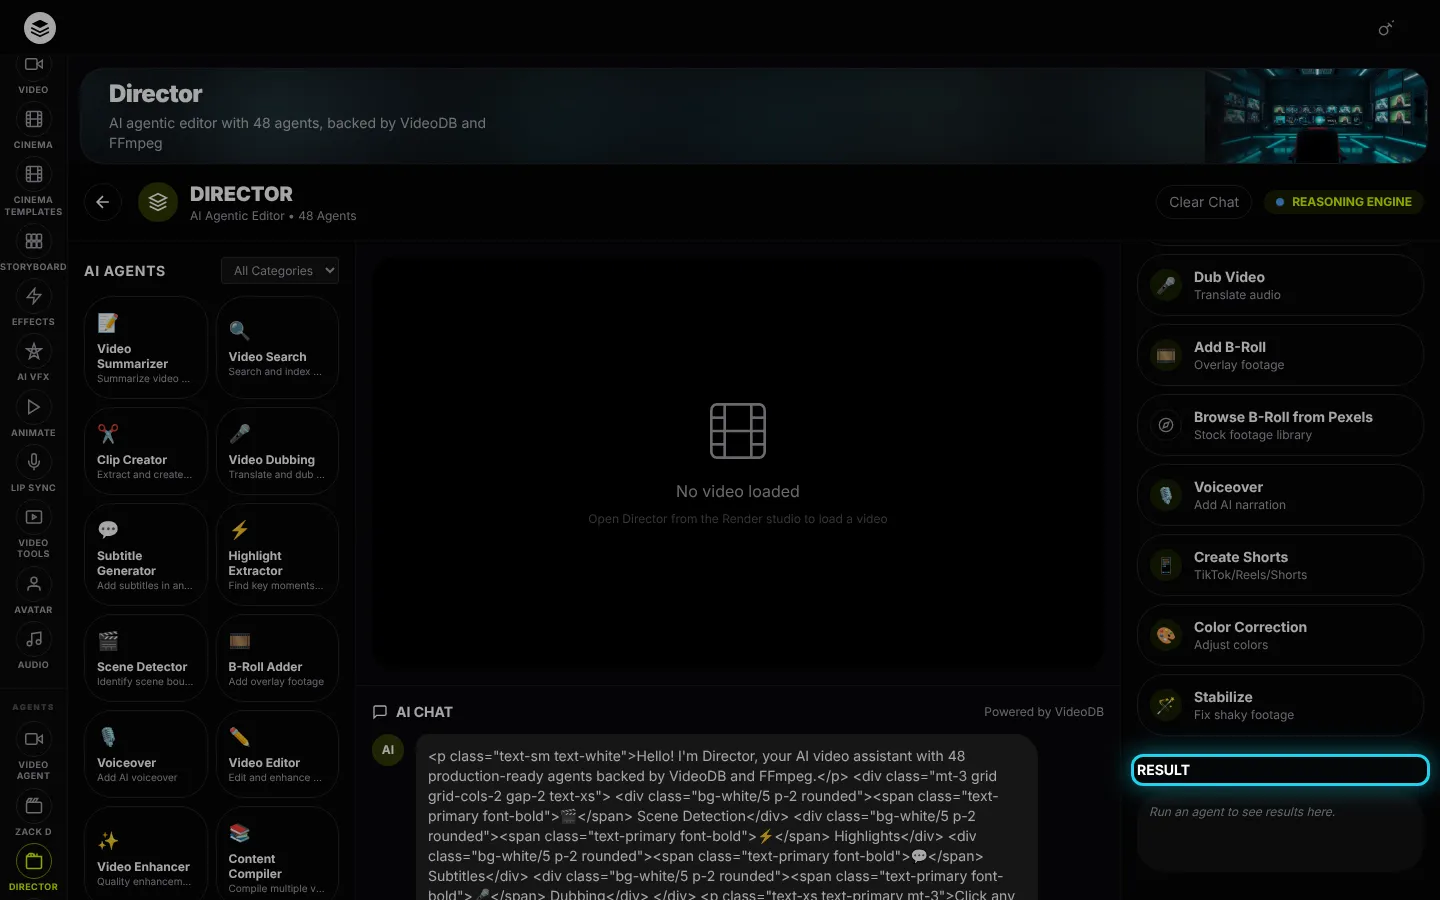 Director
AI agentic editor with 48 agents, backed by VideoDB and
FFmpeg
DIRECTOR
AI Agentic Editor • 48 Agents
Clear Chat
REASONING ENGINE
VIDEO
CINEMA
CINEMA
TEMPLATES
STORYBOARD
EFFECTS
AI VFX
ANIMATE
LIP SYNC
VIDEO
TOOLS
AVATAR
AUDIO
AGENTS
VIDEO
AGENT
ZACK D
DIRECTOR
AI AGENTS
All Categories
Video
Summarizer
Summarize video ...
Video Search
Search and index ...
Clip Creator
Extract and create...
Video Dubbing
Translate and dub ...
Subtitle
Generator
Add subtitles in an...
Highlight
Extractor
Find key moments...
Scene Detector
Identify scene bou...
B-Roll Adder
Add overlay footage
Voiceover
Add AI voiceover
Video Editor
Edit and enhance ...
Video Enhancer
Quality enhancem...
Content
Compiler
Compile multiple v...
No video loaded
Open Director from the Render studio to load a video
AI CHAT
Powered by VideoDB
AI
<p class="text-sm text-white">Hello! I'm Director, your AI video assistant with 48
production-ready agents backed by VideoDB and FFmpeg.</p> <div class="mt-3 grid
grid-cols-2 gap-2 text-xs"> <div class="bg-white/5 p-2 rounded"><span class="text-
primary font-bold">🎬</span> Scene Detection</div> <div class="bg-white/5 p-2
rounded"><span class="text-primary font-bold">⚡</span> Highlights</div> <div
class="bg-white/5 p-2 rounded"><span class="text-primary font-bold">💬</span>
Subtitles</div> <div class="bg-white/5 p-2 rounded"><span class="text-primary font-
bold">🎤</span> Dubbing</div> </div> <p class="text-xs text-primary mt-3">Click any
Dub Video
Translate audio
Add B-Roll
Overlay footage
Browse B-Roll from Pexels
Stock footage library
Voiceover
Add AI narration
Create Shorts
TikTok/Reels/Shorts
Color Correction
Adjust colors
Stabilize
Fix shaky footage
RESULT
Run an agent to see results here.